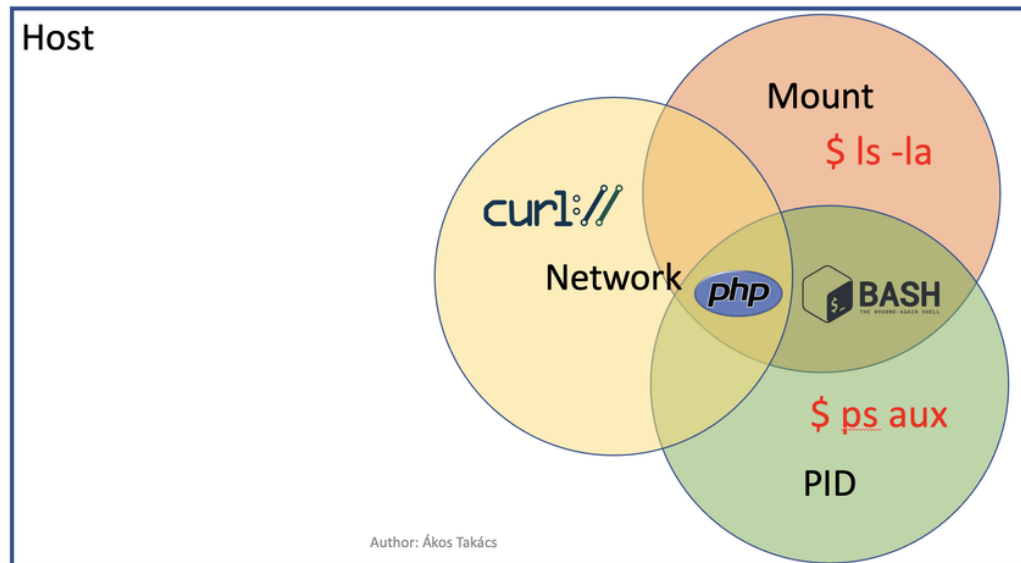 Host
Mount
$ ls -la
curl://
Network
php
$_
BASH
THE BOURNE-AGAIN SHELL
$ ps aux
PID
Author: Ákos Takács